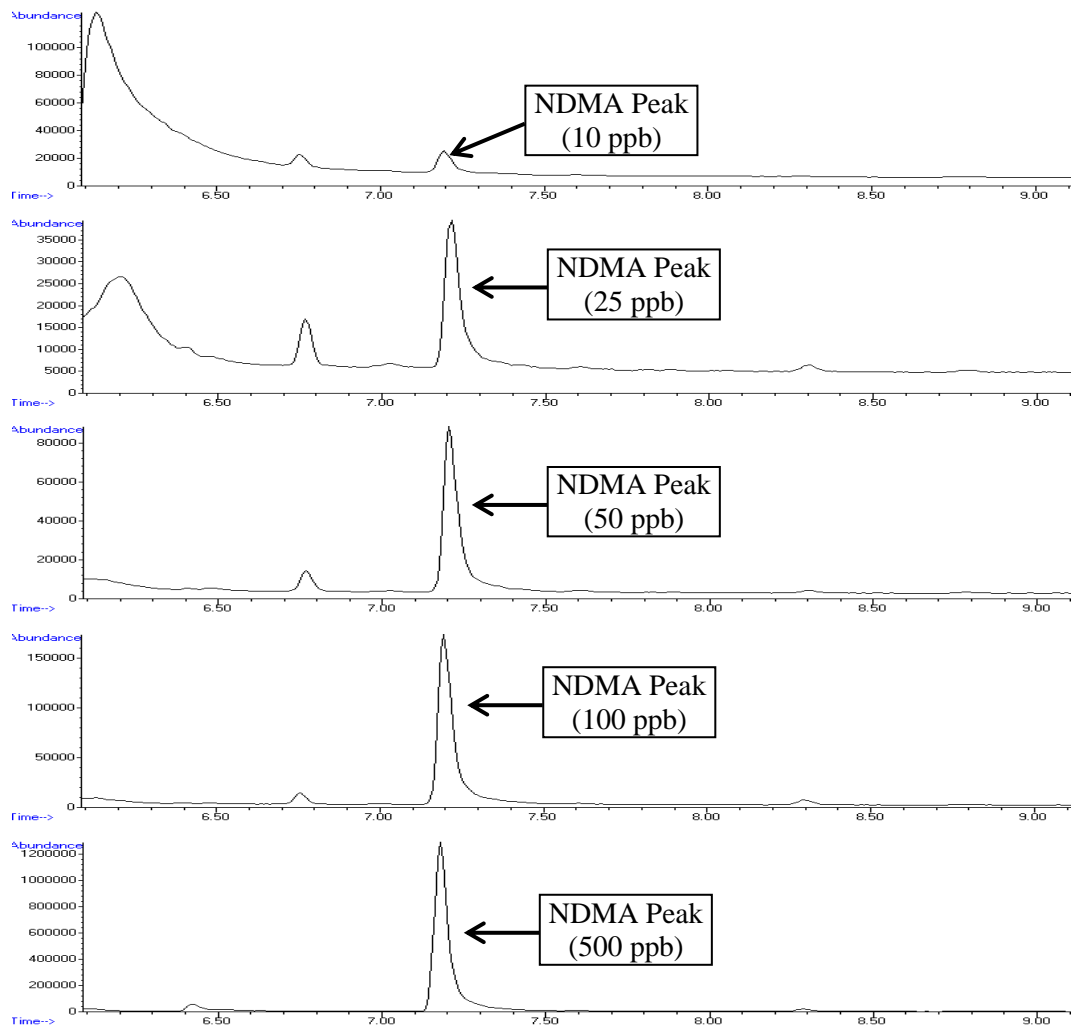 Abundance
100000
80000
60000
40000
20000
0
NDMA Peak
(10 ppb)
Time-->
6.50 7.00 7.50 8.00 8.50 9.00
Abundance
35000
30000
25000
20000
15000
10000
5000
0
NDMA Peak
(25 ppb)
Time-->
6.50 7.00 7.50 8.00 8.50 9.00
Abundance
80000
60000
40000
20000
0
NDMA Peak
(50 ppb)
Time-->
6.50 7.00 7.50 8.00 8.50 9.00
Abundance
150000
100000
50000
0
NDMA Peak
(100 ppb)
Time-->
6.50 7.00 7.50 8.00 8.50 9.00
Abundance
1200000
1000000
800000
600000
400000
200000
0
NDMA Peak
(500 ppb)
Time-->
6.50 7.00 7.50 8.00 8.50 9.00